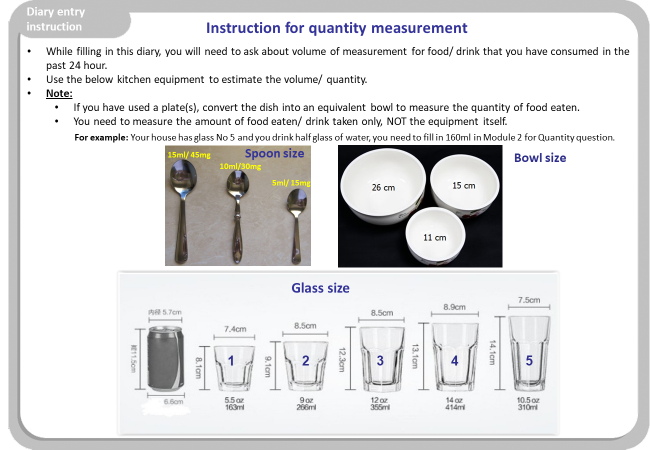 Diary entry
instruction
Instruction for quantity measurement
• While filling in this diary, you will need to ask about volume of measurement for food/ drink that you have consumed in the
past 24 hour.
• Use the below kitchen equipment to estimate the volume/ quantity.
• Note:
• If you have used a plate(s), convert the dish into an equivalent bowl to measure the quantity of food eaten.
• You need to measure the amount of food eaten/ drink taken only, NOT the equipment itself.
For example: Your house has glass No 5 and you drink half glass of water, you need to fill in 160ml in Module 2 for Quantity question.
Spoon size
15ml/ 45mg
10ml/30mg
5ml/ 15mg
Bowl size
26 cm
15 cm
11 cm
Glass size
内径 5.7cm
11.5cm
6.6cm
7.4cm
8.1cm
1
5.5 oz
163ml
8.5cm
9.1cm
2
9 oz
266ml
8.5cm
12.3cm
3
12 oz
355ml
8.9cm
13.1cm
4
14 oz
414ml
7.5cm
14.1cm
5
10.5 oz
310ml